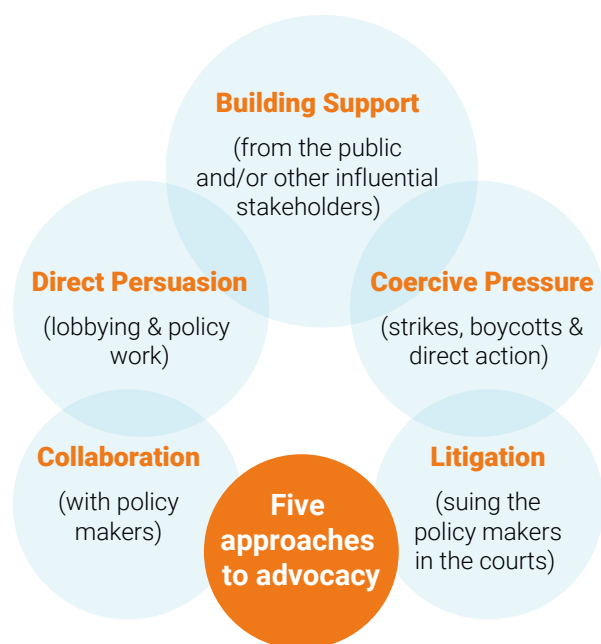 Building Support
(from the public
and/or other influential
stakeholders)
Direct Persuasion
(lobbying & policy
work)
Coercive Pressure
(strikes, boycotts &
direct action)
Collaboration
(with policy
makers)
Five
approaches
to advocacy
Litigation
(suing the
policy makers
in the courts)